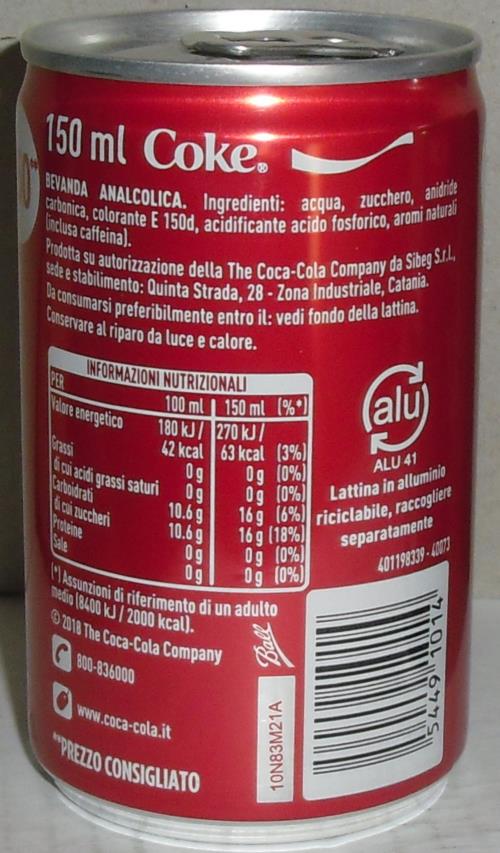 150 ml Coke®
BEVANDA ANALCOLICA. Ingredienti: acqua, zucchero, anidride
carbonica, colorante E 150d, acidificante acido fosforico, aromi naturali
(inclusa caffeina).
Prodotta su autorizzazione della The Coca-Cola Company da Sibeg S.r.l.,
sede e stabilimento: Quinta Strada, 28 - Zona Industriale, Catania.
Da consumarsi preferibilmente entro il: vedi fondo della lattina.
Conservare al riparo da luce e calore.
INFORMAZIONI NUTRIZIONALI
PER 100 ml 150 ml (%*)
Valore energetico 180 kJ / 270 kJ /
42 kcal 63 kcal (3%)
Grassi 0 g 0 g (0%)
di cui acidi grassi saturi 0 g 0 g (0%)
Carboidrati 10.6 g 16 g (6%)
di cui zuccheri 10.6 g 16 g (18%)
Proteine 0 g 0 g (0%)
Sale 0 g 0 g (0%)
(*) Assunzioni di riferimento di un adulto
medio (8400 kJ / 2000 kcal).
© 2018 The Coca-Cola Company
800-836000
www.coca-cola.it
**PREZZO CONSIGLIATO
alu
ALU 41
Lattina in alluminio
riciclabile, raccogliere
separatamente
401198339 - 40073
Ball
10N83M21A
5449 1014